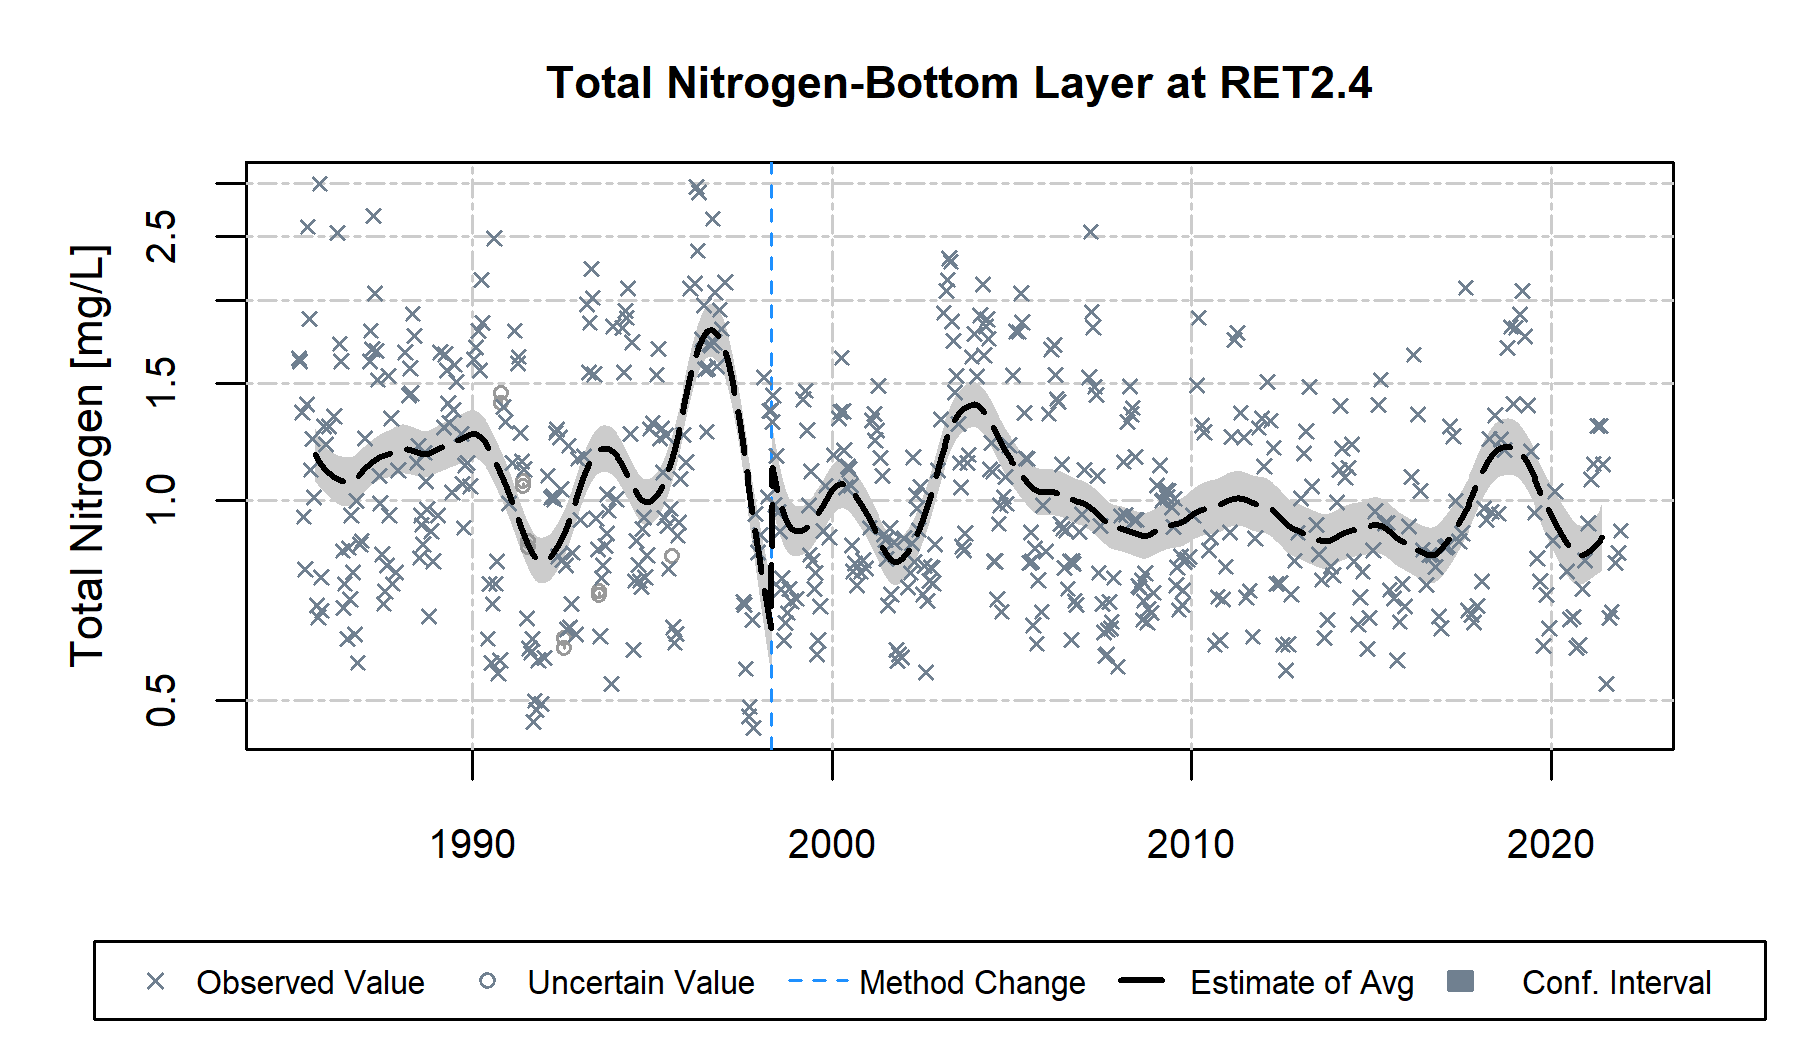 Total Nitrogen-Bottom Layer at RET2.4
Total Nitrogen [mg/L]
2.5
1.5
1.0
0.5
1990 2000 2010 2020
Observed Value Uncertain Value Method Change Estimate of Avg Conf. Interval